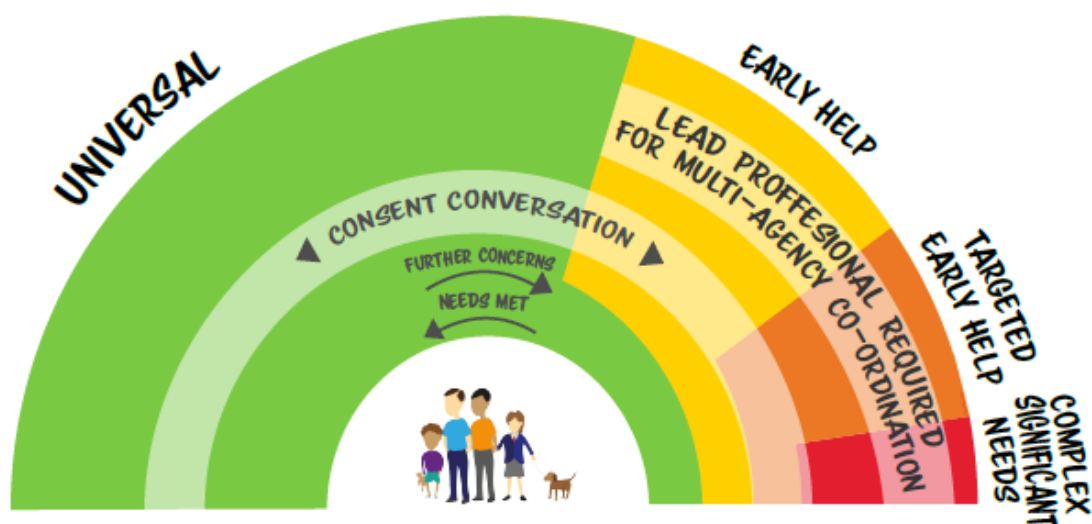 UNIVERSAL
EARLY HELP
LEAD PROFFESIONAL REQUIRED
FOR MULTI-AGENCY CO-ORDINATION
CONSENT CONVERSATION
FURTHER CONCERNS
NEEDS MET
TARGETED
EARLY HELP
COMPLEX
SIGNIFICANT
NEEDS